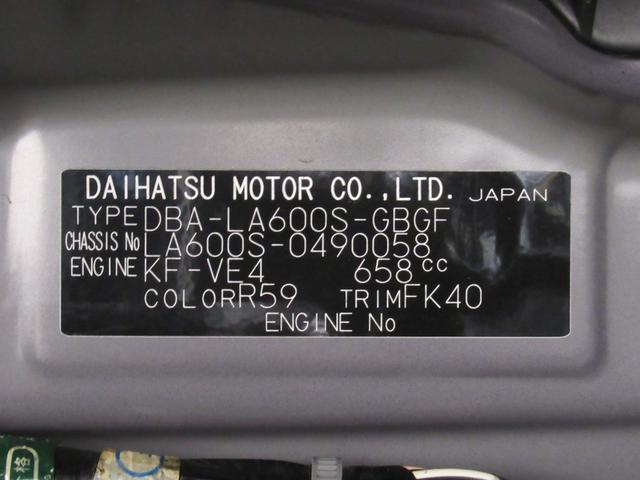 DAIHATSU MOTOR CO.,LTD. JAPAN
TYPE DBA-LA600S-GBGF
CHASSIS No LA600S-0490058
ENGINE KF-VE4 658cc
COLOR R59 TRIM FK40
ENGINE No